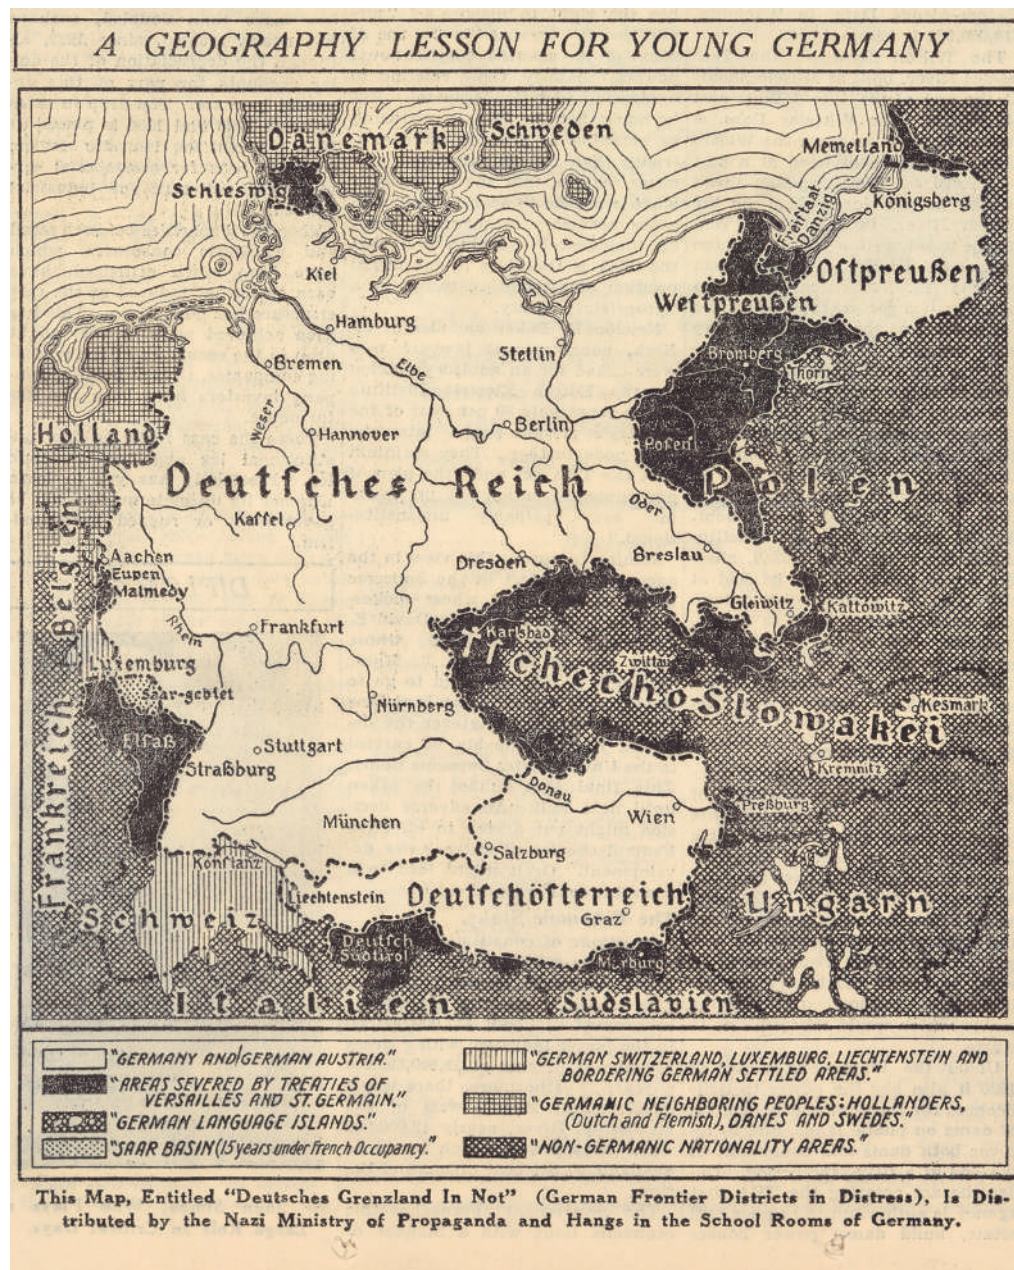 A GEOGRAPHY LESSON FOR YOUNG GERMANY
Dänemark
Schweden
Memelland
Schleswig
Königsberg
Freistaat
Danzig
Kiel
Oſtpreußen
Weſtpreußen
Hamburg
Stettin
Bromberg
Bremen
Elbe
Thorn
Weser
Berlin
Holland
Hannover
Poſen
Deutſches Reich
Polen
Kaſſel
Oder
Belgien
Aachen
Eupen
Malmedy
Dresden
Breslau
Gleiwitz
Kattowitz
Rhein
Frankfurt
Karlsbad
Zwittau
Tſchecho-Slowakei
Luxemburg
Saar-gebiet
Kesmark
Nürnberg
Frankreich
Elſaß
Stuttgart
Straßburg
Kremnitz
Donau
Preßburg
München
Wien
Konſtanz
Salzburg
Liechtenstein
Deutſchöſterreich
Ungarn
Schweiz
Graz
Deutſch
Südtirol
Marburg
Italien
Südslavien
"GERMANY AND GERMAN AUSTRIA."
"AREAS SEVERED BY TREATIES OF
VERSAILLES AND ST. GERMAIN."
"GERMAN LANGUAGE ISLANDS."
"SAAR BASIN (15 years under French Occupancy."
"GERMAN SWITZERLAND, LUXEMBURG, LIECHTENSTEIN AND
BORDERING GERMAN SETTLED AREAS."
"GERMANIC NEIGHBORING PEOPLES: HOLLANDERS,
(Dutch and Flemish), DANES AND SWEDES."
"NON-GERMANIC NATIONALITY AREAS."
This Map, Entitled "Deutsches Grenzland In Not" (German Frontier Districts in Distress), Is Dis-
tributed by the Nazi Ministry of Propaganda and Hangs in the School Rooms of Germany.